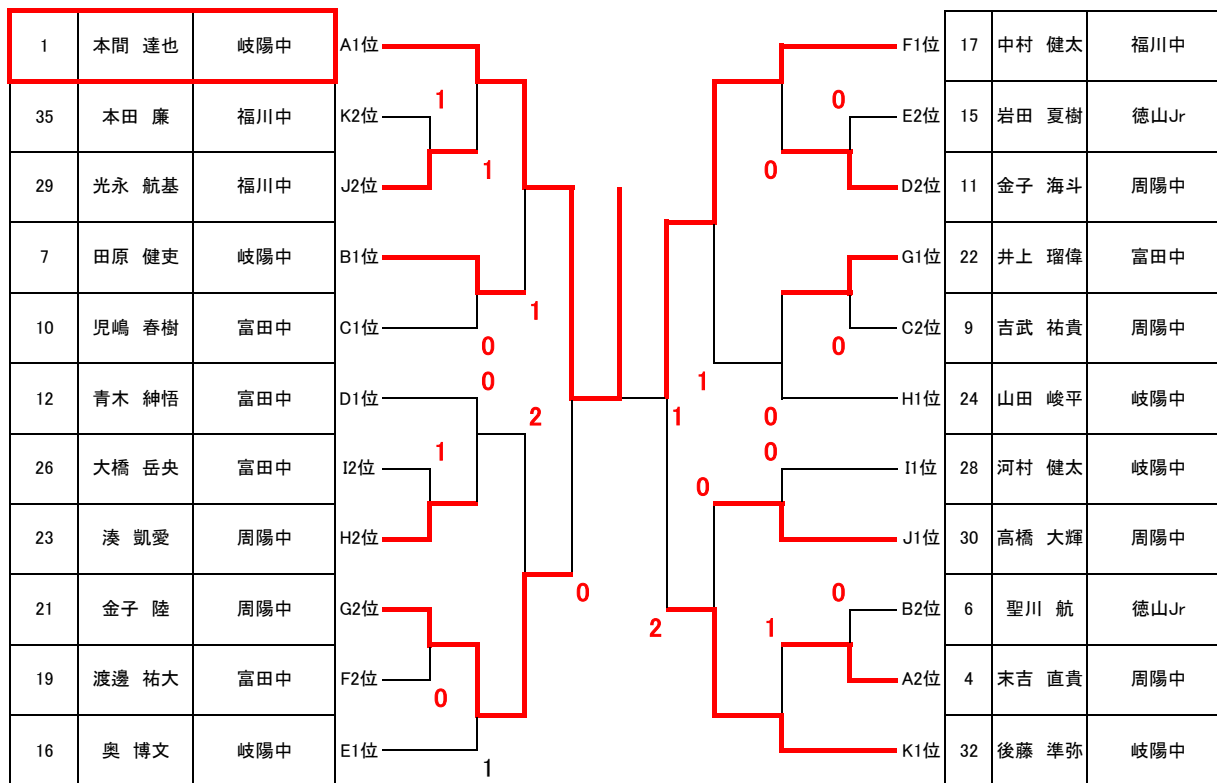 1 本間 達也 岐陽中 A1位 F1位 17 中村 健太 福川中
1 0
35 本田 廉 福川中 K2位 E2位 15 岩田 夏樹 徳山Jr
1 0
29 光永 航基 福川中 J2位 D2位 11 金子 海斗 周陽中
7 田原 健吏 岐陽中 B1位 G1位 22 井上 瑠偉 富田中
1
10 児嶋 春樹 富田中 C1位 C2位 9 吉武 祐貴 周陽中
0 0
0 1
12 青木 紳悟 富田中 D1位 H1位 24 山田 峻平 岐陽中
2 1 0
1 0
26 大橋 岳央 富田中 I2位 I1位 28 河村 健太 岐陽中
0
23 湊 凱愛 周陽中 H2位 J1位 30 高橋 大輝 周陽中
0 0
21 金子 陸 周陽中 G2位 B2位 6 聖川 航 徳山Jr
2 1
19 渡邊 祐大 富田中 F2位 A2位 4 末吉 直貴 周陽中
0
16 奥 博文 岐陽中 E1位 K1位 32 後藤 準弥 岐陽中
1